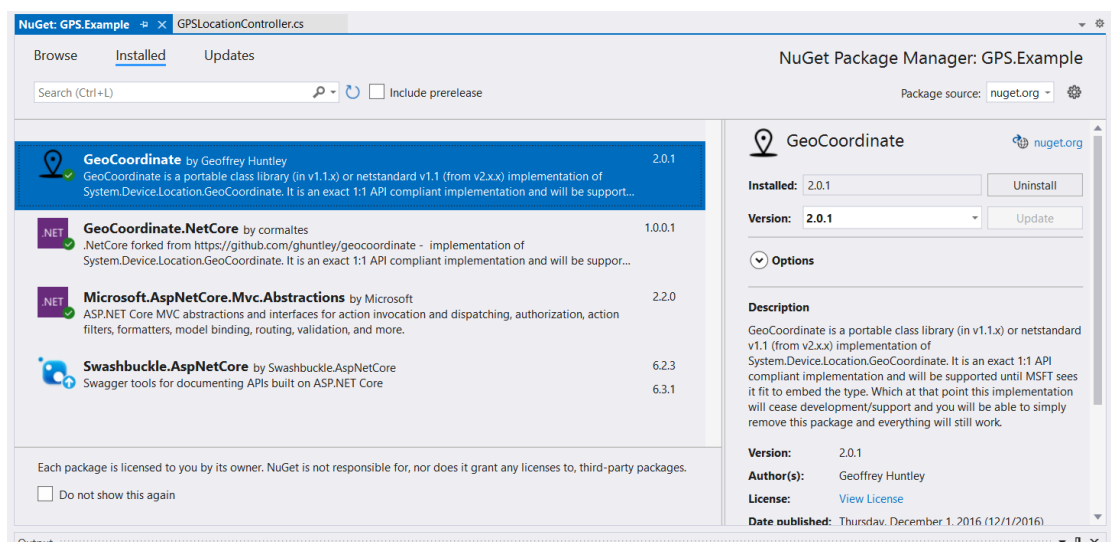 NuGet: GPS.Example GPSLocationController.cs
Browse Installed Updates NuGet Package Manager: GPS.Example
Search (Ctrl+L) Include prerelease Package source: nuget.org
GeoCoordinate by Geoffrey Huntley 2.0.1
GeoCoordinate is a portable class library (in v1.1.x) or netstandard v1.1 (from v2.x.x) implementation of
System.Device.Location.GeoCoordinate. It is an exact 1:1 API compliant implementation and will be support...
.NET GeoCoordinate.NetCore by cormaltes 1.0.0.1
.NetCore forked from https://github.com/ghuntley/geocoordinate - implementation of
System.Device.Location.GeoCoordinate. It is an exact 1:1 API compliant implementation and will be suppor...
.NET Microsoft.AspNetCore.Mvc.Abstractions by Microsoft 2.2.0
ASP.NET Core MVC abstractions and interfaces for action invocation and dispatching, authorization, action
filters, formatters, model binding, routing, validation, and more.
Swashbuckle.AspNetCore by Swashbuckle.AspNetCore 6.2.3
Swagger tools for documenting APIs built on ASP.NET Core 6.3.1
Each package is licensed to you by its owner. NuGet is not responsible for, nor does it grant any licenses to, third-party packages.
Do not show this again
GeoCoordinate nuget.org
Installed: 2.0.1 Uninstall
Version: 2.0.1 Update
Options
Description
GeoCoordinate is a portable class library (in v1.1.x) or netstandard
v1.1 (from v2.x.x) implementation of
System.Device.Location.GeoCoordinate. It is an exact 1:1 API
compliant implementation and will be supported until MSFT sees
it fit to embed the type. Which at that point this implementation
will cease development/support and you will be able to simply
remove this package and everything will still work.
Version: 2.0.1
Author(s): Geoffrey Huntley
License: View License
Date published: Thursday, December 1, 2016 (12/1/2016)
Output